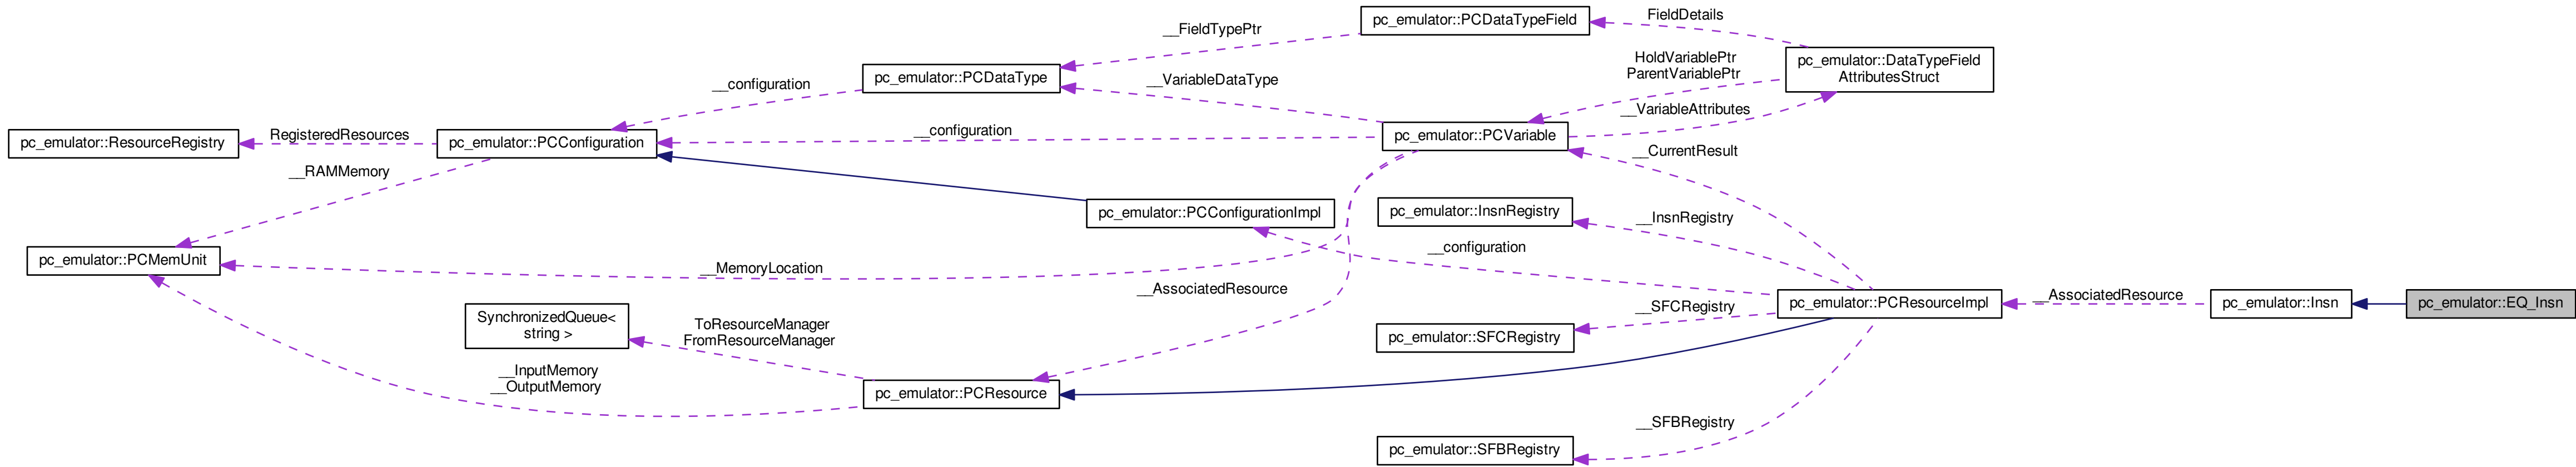 pc_emulator::PCDataTypeField
FieldDetails
__FieldTypePtr
pc_emulator::DataTypeField
AttributesStruct
HoldVariablePtr
ParentVariablePtr
pc_emulator::PCDataType
__VariableDataType
__configuration
__VariableAttributes
pc_emulator::ResourceRegistry
RegisteredResources
pc_emulator::PCConfiguration
__configuration
pc_emulator::PCVariable
__CurrentResult
__RAMMemory
pc_emulator::PCConfigurationImpl
pc_emulator::InsnRegistry
__InsnRegistry
__configuration
pc_emulator::PCMemUnit
__MemoryLocation
__AssociatedResource
pc_emulator::PCResourceImpl
__AssociatedResource
pc_emulator::Insn
pc_emulator::EQ_Insn
SynchronizedQueue<
string >
ToResourceManager
FromResourceManager
__SFCRegistry
pc_emulator::SFCRegistry
__InputMemory
__OutputMemory
pc_emulator::PCResource
__SFBRegistry
pc_emulator::SFBRegistry